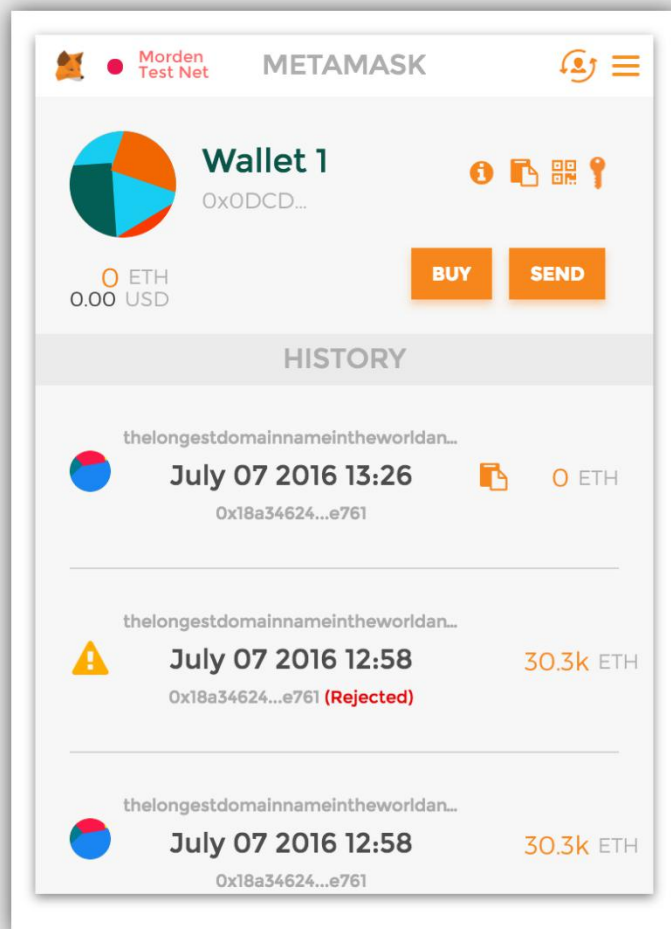 Morden
Test Net
METAMASK
Wallet 1
0x0DCD...
0 ETH
0.00 USD
BUY
SEND
HISTORY
thelongestdomainnameintheworldan...
July 07 2016 13:26
0x18a34624...e761
0 ETH
thelongestdomainnameintheworldan...
July 07 2016 12:58
0x18a34624...e761 (Rejected)
30.3k ETH
thelongestdomainnameintheworldan...
July 07 2016 12:58
0x18a34624...e761
30.3k ETH